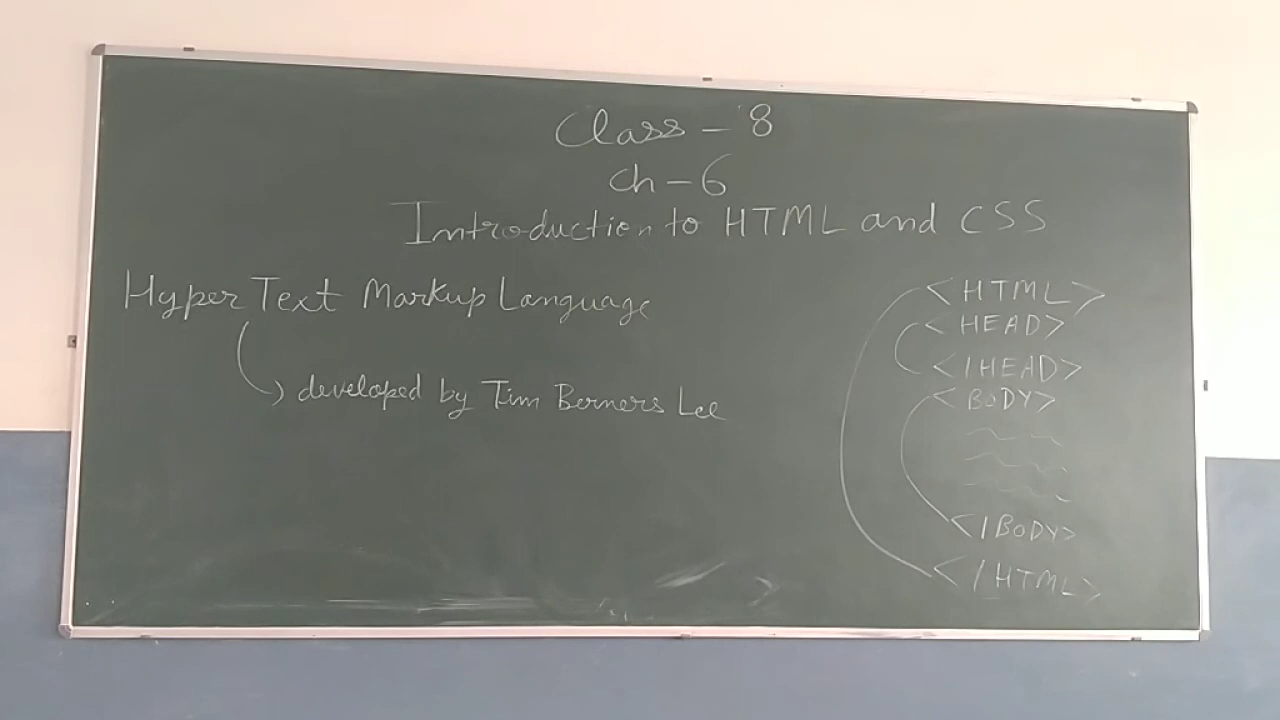 Class - 8
Ch - 6
Introduction to HTML and CSS
Hyper Text Markup Language
developed by Tim Berners Lee
<HTML>
<HEAD>
</HEAD>
<BODY>
</BODY>
</HTML>